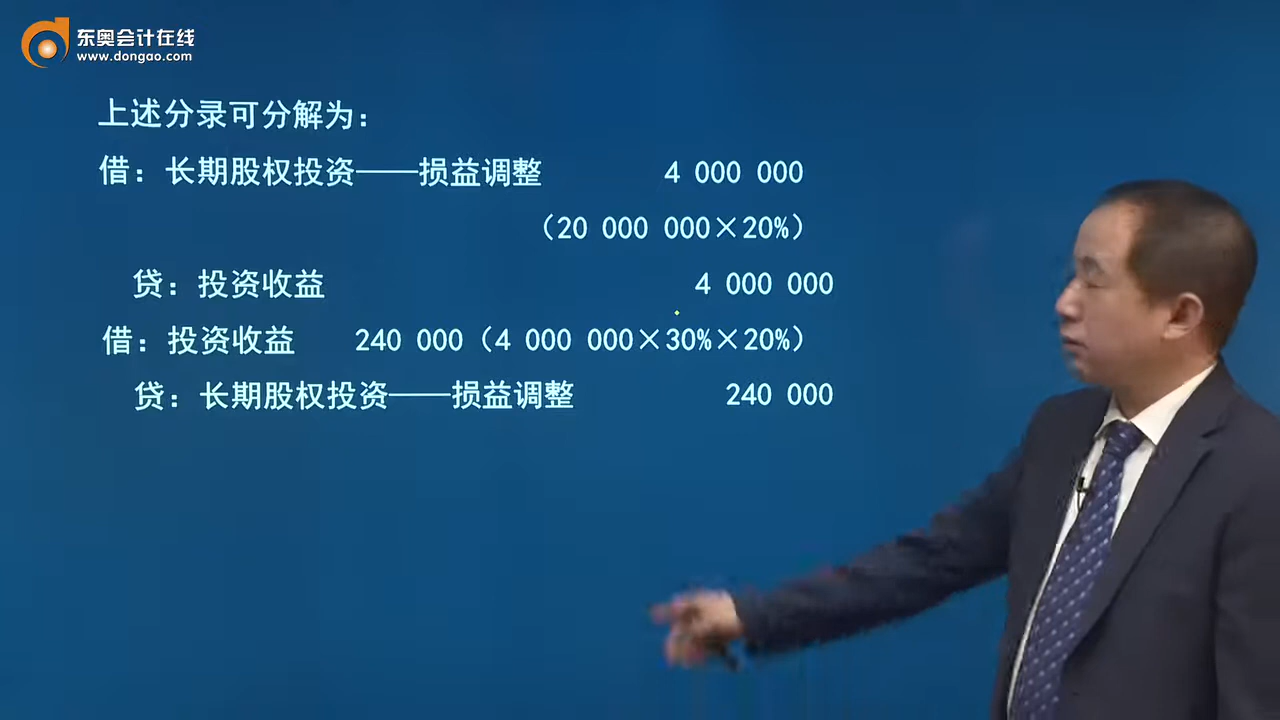 东奥会计在线
www.dongao.com
上述分录可分解为：
借：长期股权投资——损益调整 4 000 000
（20 000 000×20%）
贷：投资收益 4 000 000
借：投资收益 240 000（4 000 000×30%×20%）
贷：长期股权投资——损益调整 240 000